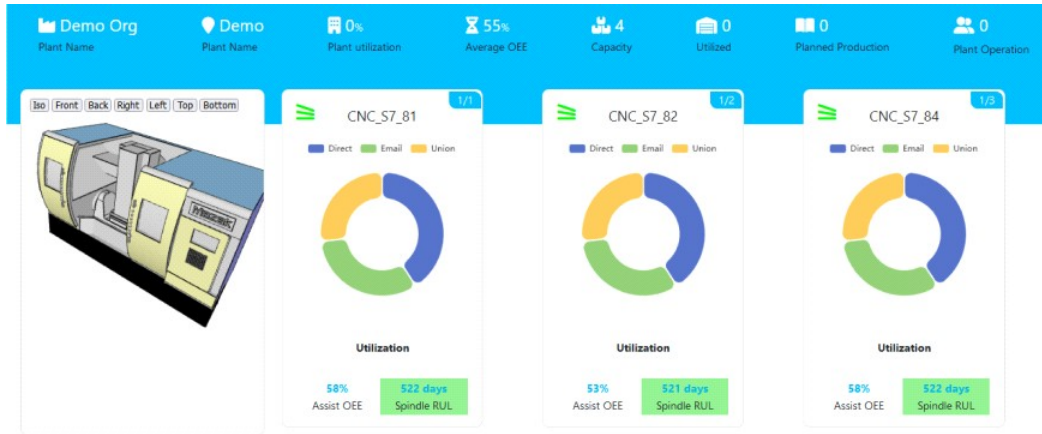 Demo Org
Plant Name
Demo
Plant Name
0%
Plant utilization
55%
Average OEE
4
Capacity
0
Utilized
0
Planned Production
0
Plant Operation
Iso Front Back Right Left Top Bottom
Mazak
1/1
CNC_S7_81
Direct Email Union
Utilization
58%
Assist OEE
522 days
Spindle RUL
1/2
CNC_S7_82
Direct Email Union
Utilization
53%
Assist OEE
521 days
Spindle RUL
1/3
CNC_S7_84
Direct Email Union
Utilization
58%
Assist OEE
522 days
Spindle RUL